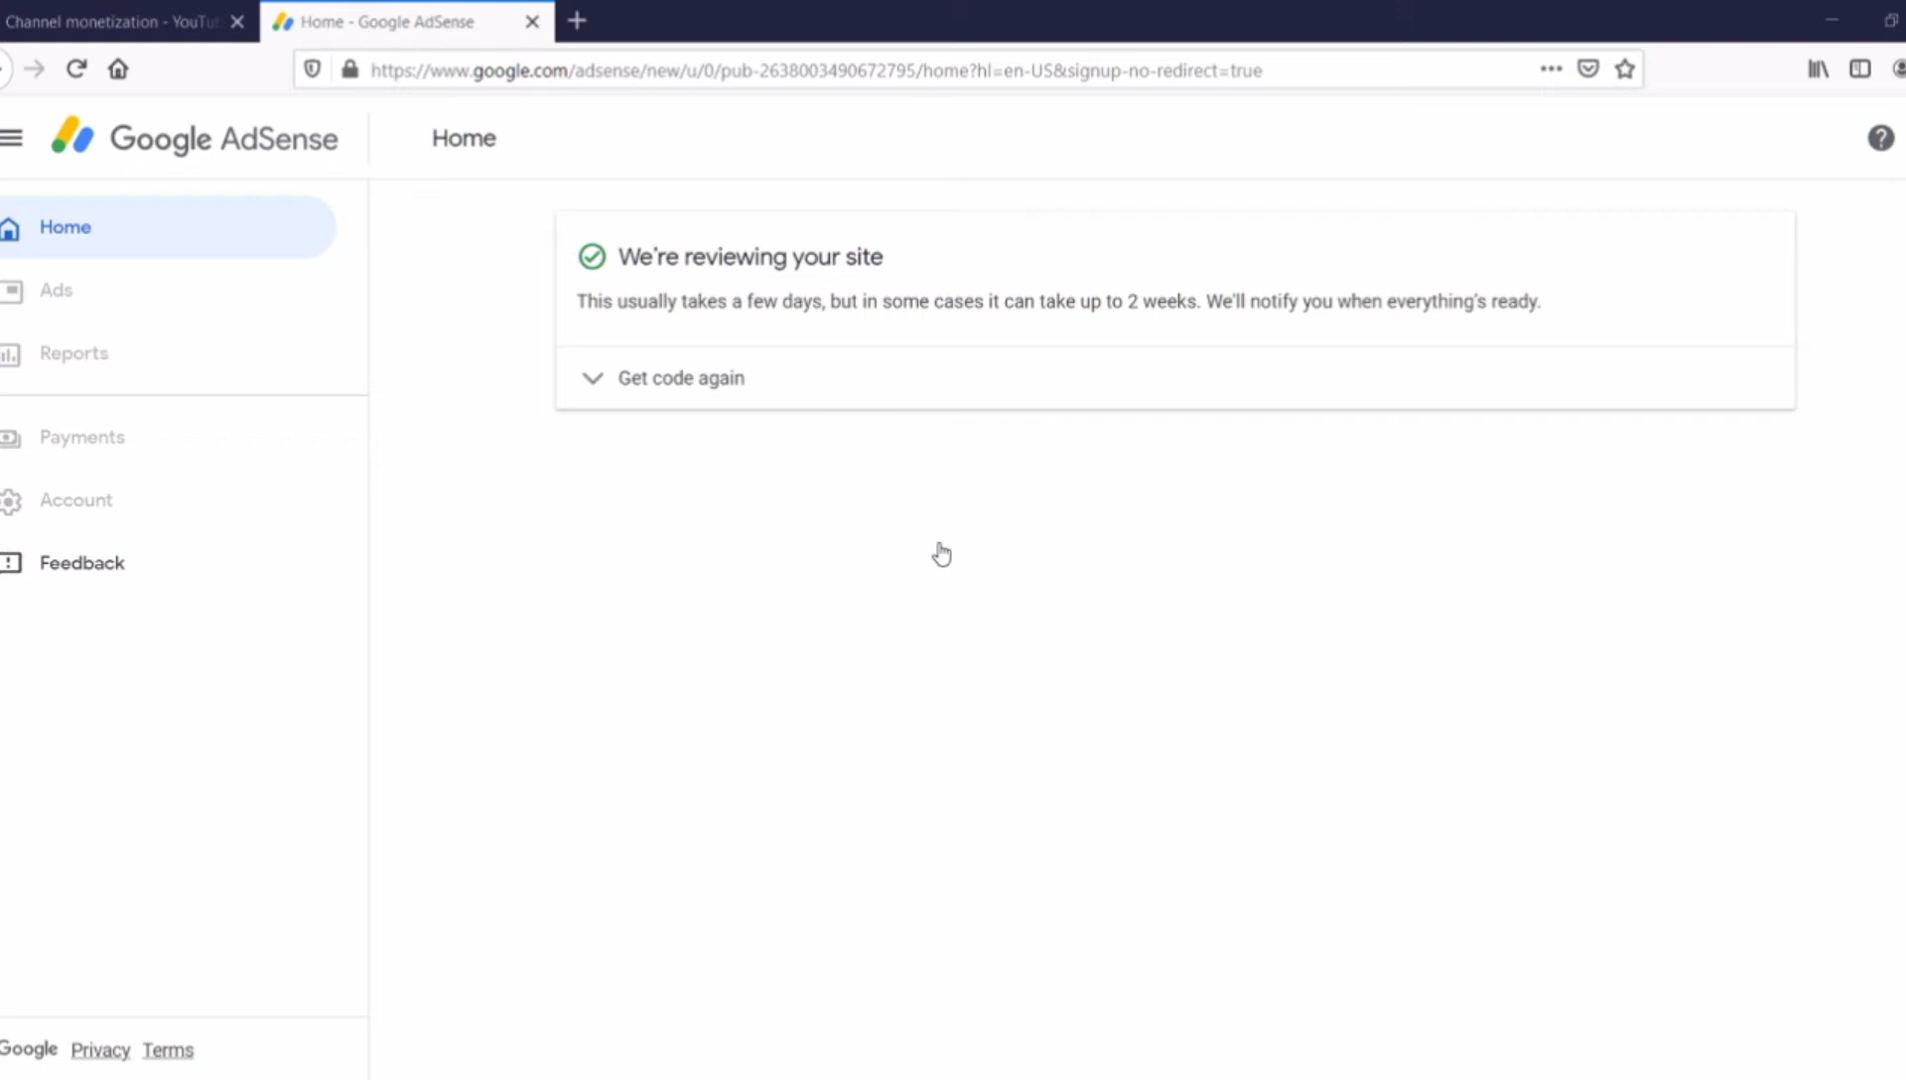 Channel monetization - YouTu
Home - Google AdSense
https://www.google.com/adsense/new/u/0/pub-2638003490672795/home?hl=en-US&signup-no-redirect=true
Google AdSense
Home
Home
Ads
Reports
Payments
Account
Feedback
We're reviewing your site
This usually takes a few days, but in some cases it can take up to 2 weeks. We'll notify you when everything's ready.
Get code again
Google Privacy Terms